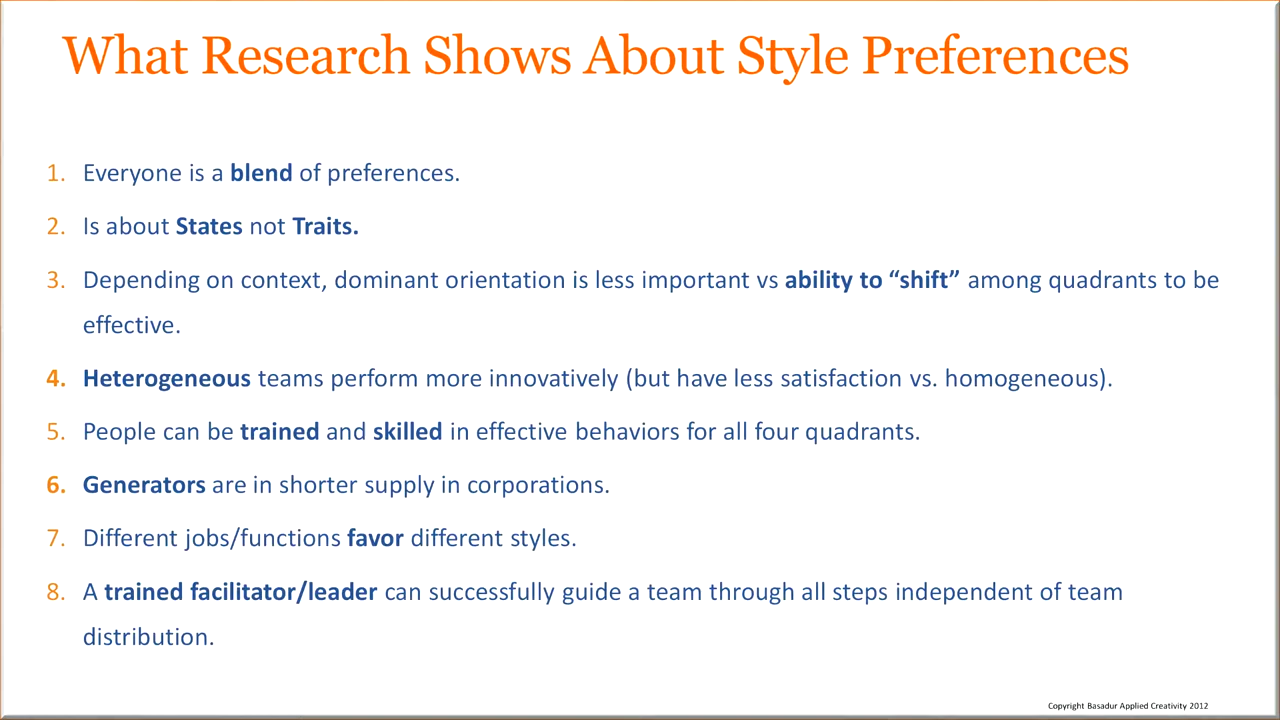 What Research Shows About Style Preferences
1. Everyone is a blend of preferences.
2. Is about States not Traits.
3. Depending on context, dominant orientation is less important vs ability to “shift” among quadrants to be
effective.
4. Heterogeneous teams perform more innovatively (but have less satisfaction vs. homogeneous).
5. People can be trained and skilled in effective behaviors for all four quadrants.
6. Generators are in shorter supply in corporations.
7. Different jobs/functions favor different styles.
8. A trained facilitator/leader can successfully guide a team through all steps independent of team
distribution.
Copyright Basadur Applied Creativity 2012